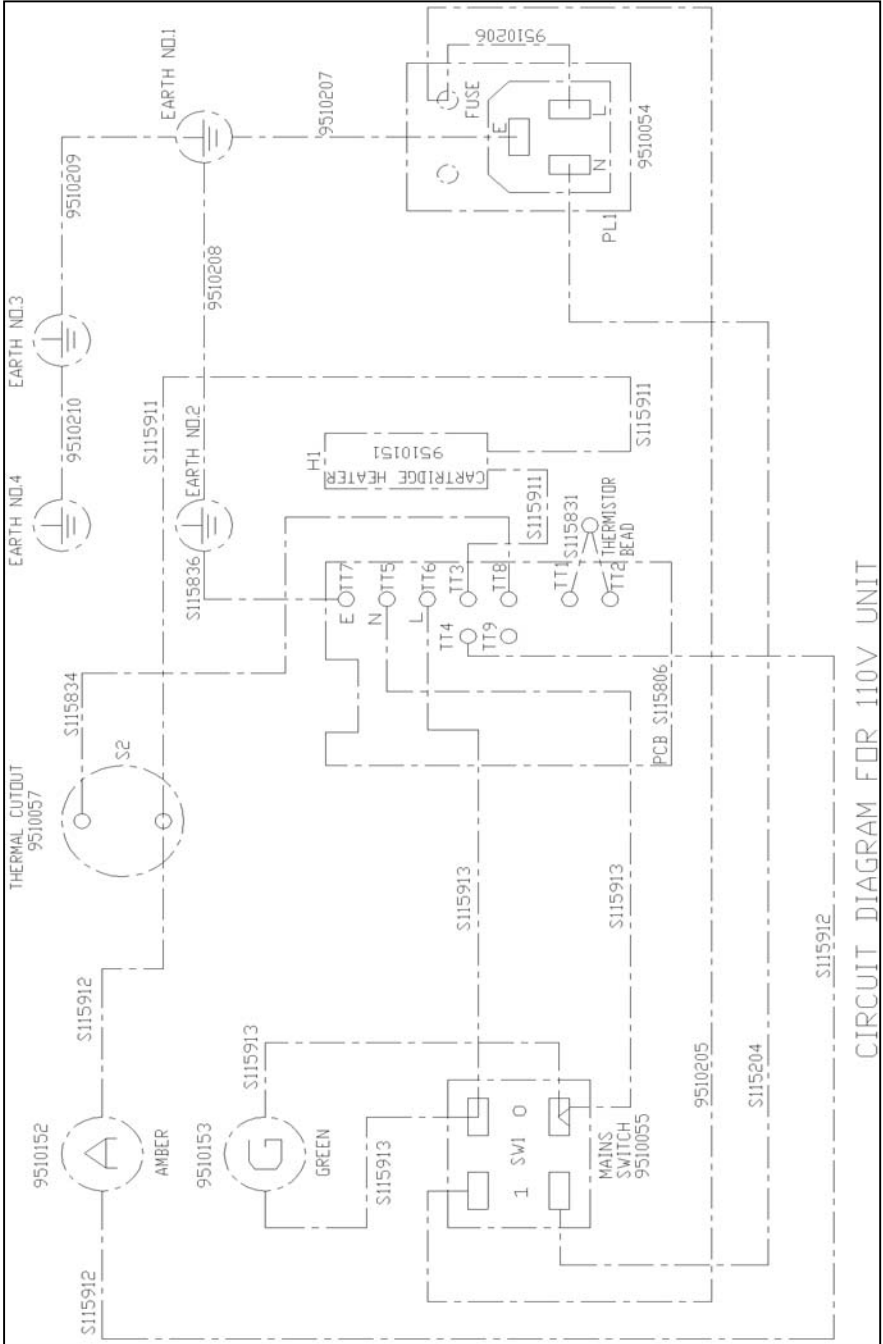 THERMAL CUTOUT
9510057
S2
S115834
EARTH NO.4
9510210
EARTH NO.3
9510209
EARTH NO.1
S115911
S115836
EARTH NO.2
9510208
9510207
9510206
FUSE
E
N
L
PL1
9510054
9510152
A
AMBER
S115912
S115912
9510153
G
GREEN
S115913
S115913
H1
CARTRIDGE HEATER
9510151
S115911
S115911
E
TT7
N
TT5
L
TT6
TT3
TT4
TT8
TT9
TT1
TT2
S115831
THERMISTOR
BEAD
PCB S115806
S115913
S115913
1
SW1
0
MAINS
SWITCH
9510055
9510205
S115204
S115912
CIRCUIT DIAGRAM FOR 110V UNIT